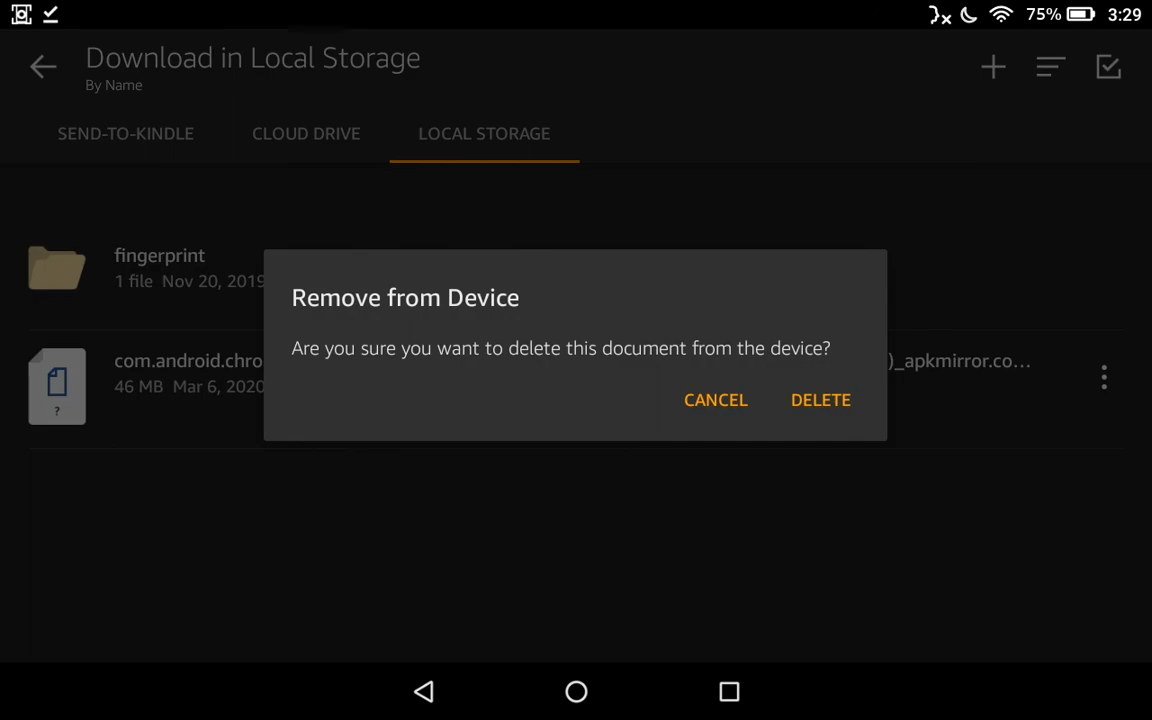 75% 3:29
Download in Local Storage
By Name
SEND-TO-KINDLE CLOUD DRIVE LOCAL STORAGE
fingerprint
1 file Nov 20, 2019
Remove from Device
Are you sure you want to delete this document from the device?
com.android.chro )_apkmirror.co...
46 MB Mar 6, 2020
?
CANCEL DELETE